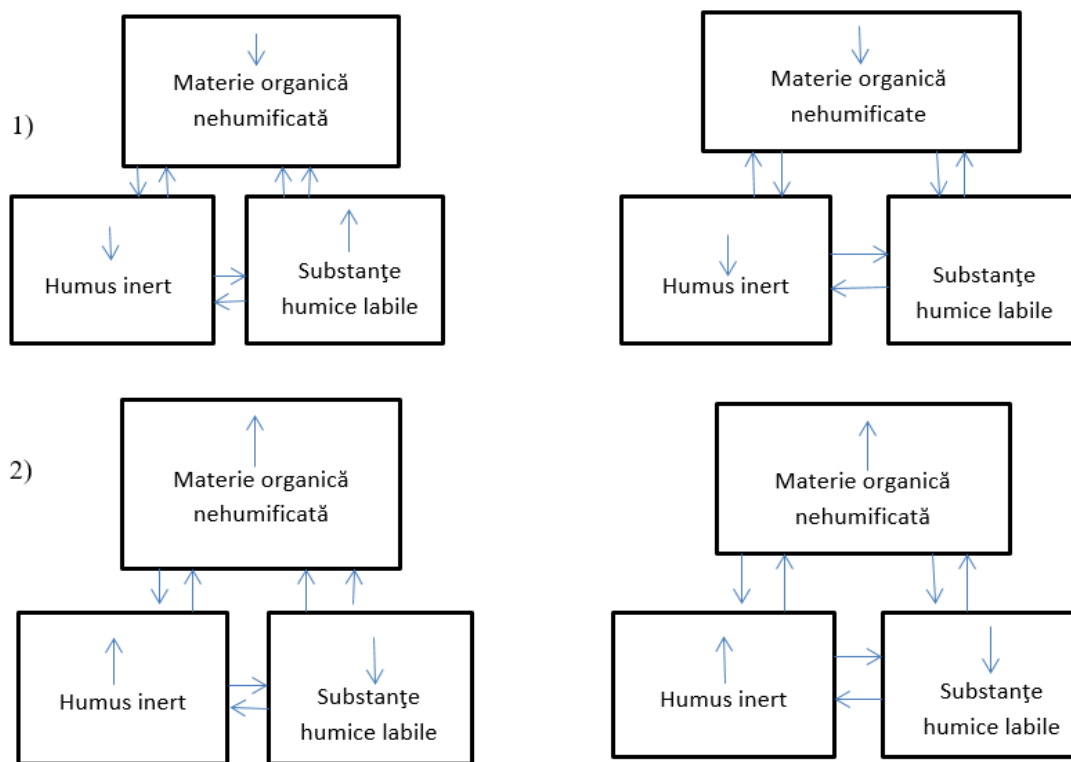 1)
Materie organică
nehumificată
Humus inert
Substanţe
humice labile
Materie organică
nehumificate
Humus inert
Substanţe
humice labile
2)
Materie organică
nehumificată
Humus inert
Substanţe
humice labile
Materie organică
nehumificată
Humus inert
Substanţe
humice labile